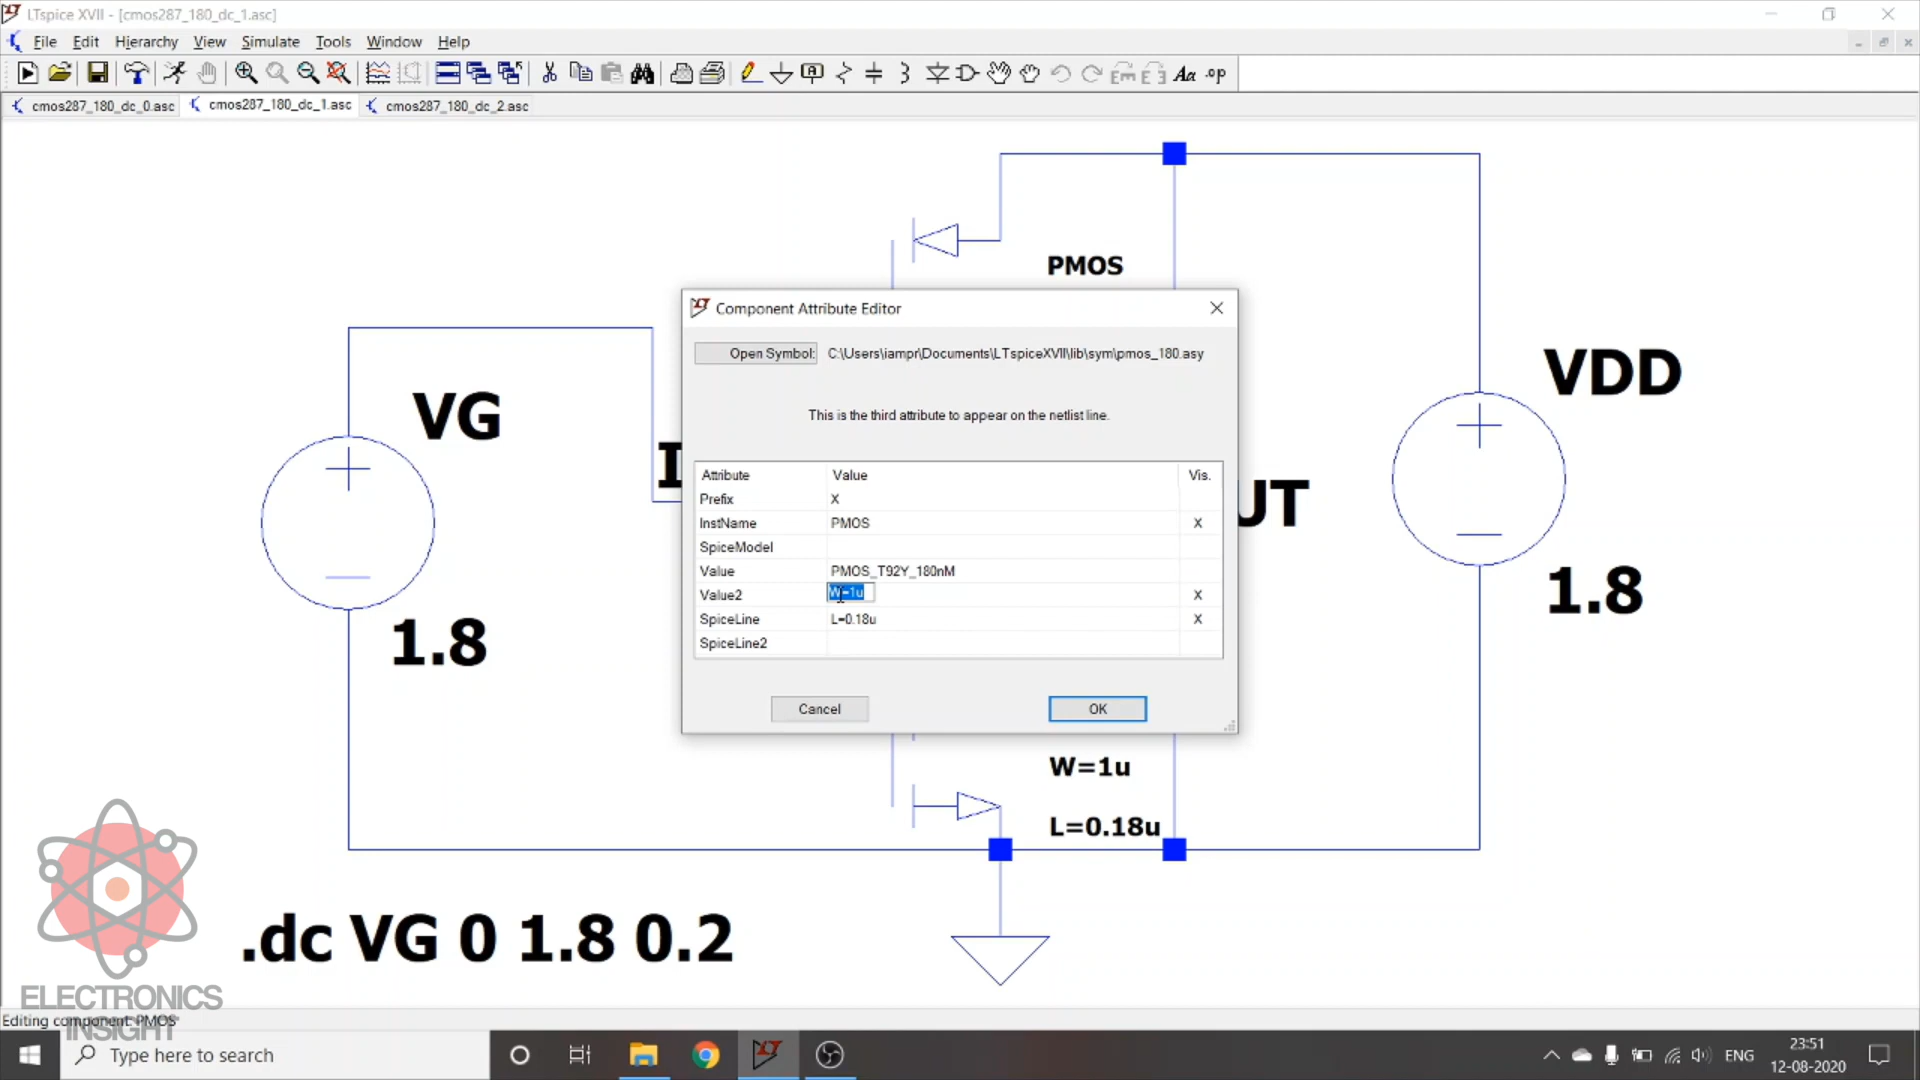 LTspice XVII - [cmos287_180_dc_1.asc]
File Edit Hierarchy View Simulate Tools Window Help
cmos287_180_dc_0.asc cmos287_180_dc_1.asc cmos287_180_dc_2.asc
PMOS
Component Attribute Editor
Open Symbol: C:\Users\iampr\Documents\LTspiceXVII\lib\sym\pmos_180.asy
This is the third attribute to appear on the netlist line.
Attribute Value Vis.
Prefix X
InstName PMOS X
SpiceModel
Value PMOS_T92Y_180nM
Value2 W=1u X
SpiceLine L=0.18u X
SpiceLine2
Cancel OK
VG
1.8
I
UT
VDD
1.8
W=1u
L=0.18u
.dc VG 0 1.8 0.2
ELECTRONICS
INSIGHT
Editing component: PMOS
Type here to search
ENG
23:51
12-08-2020